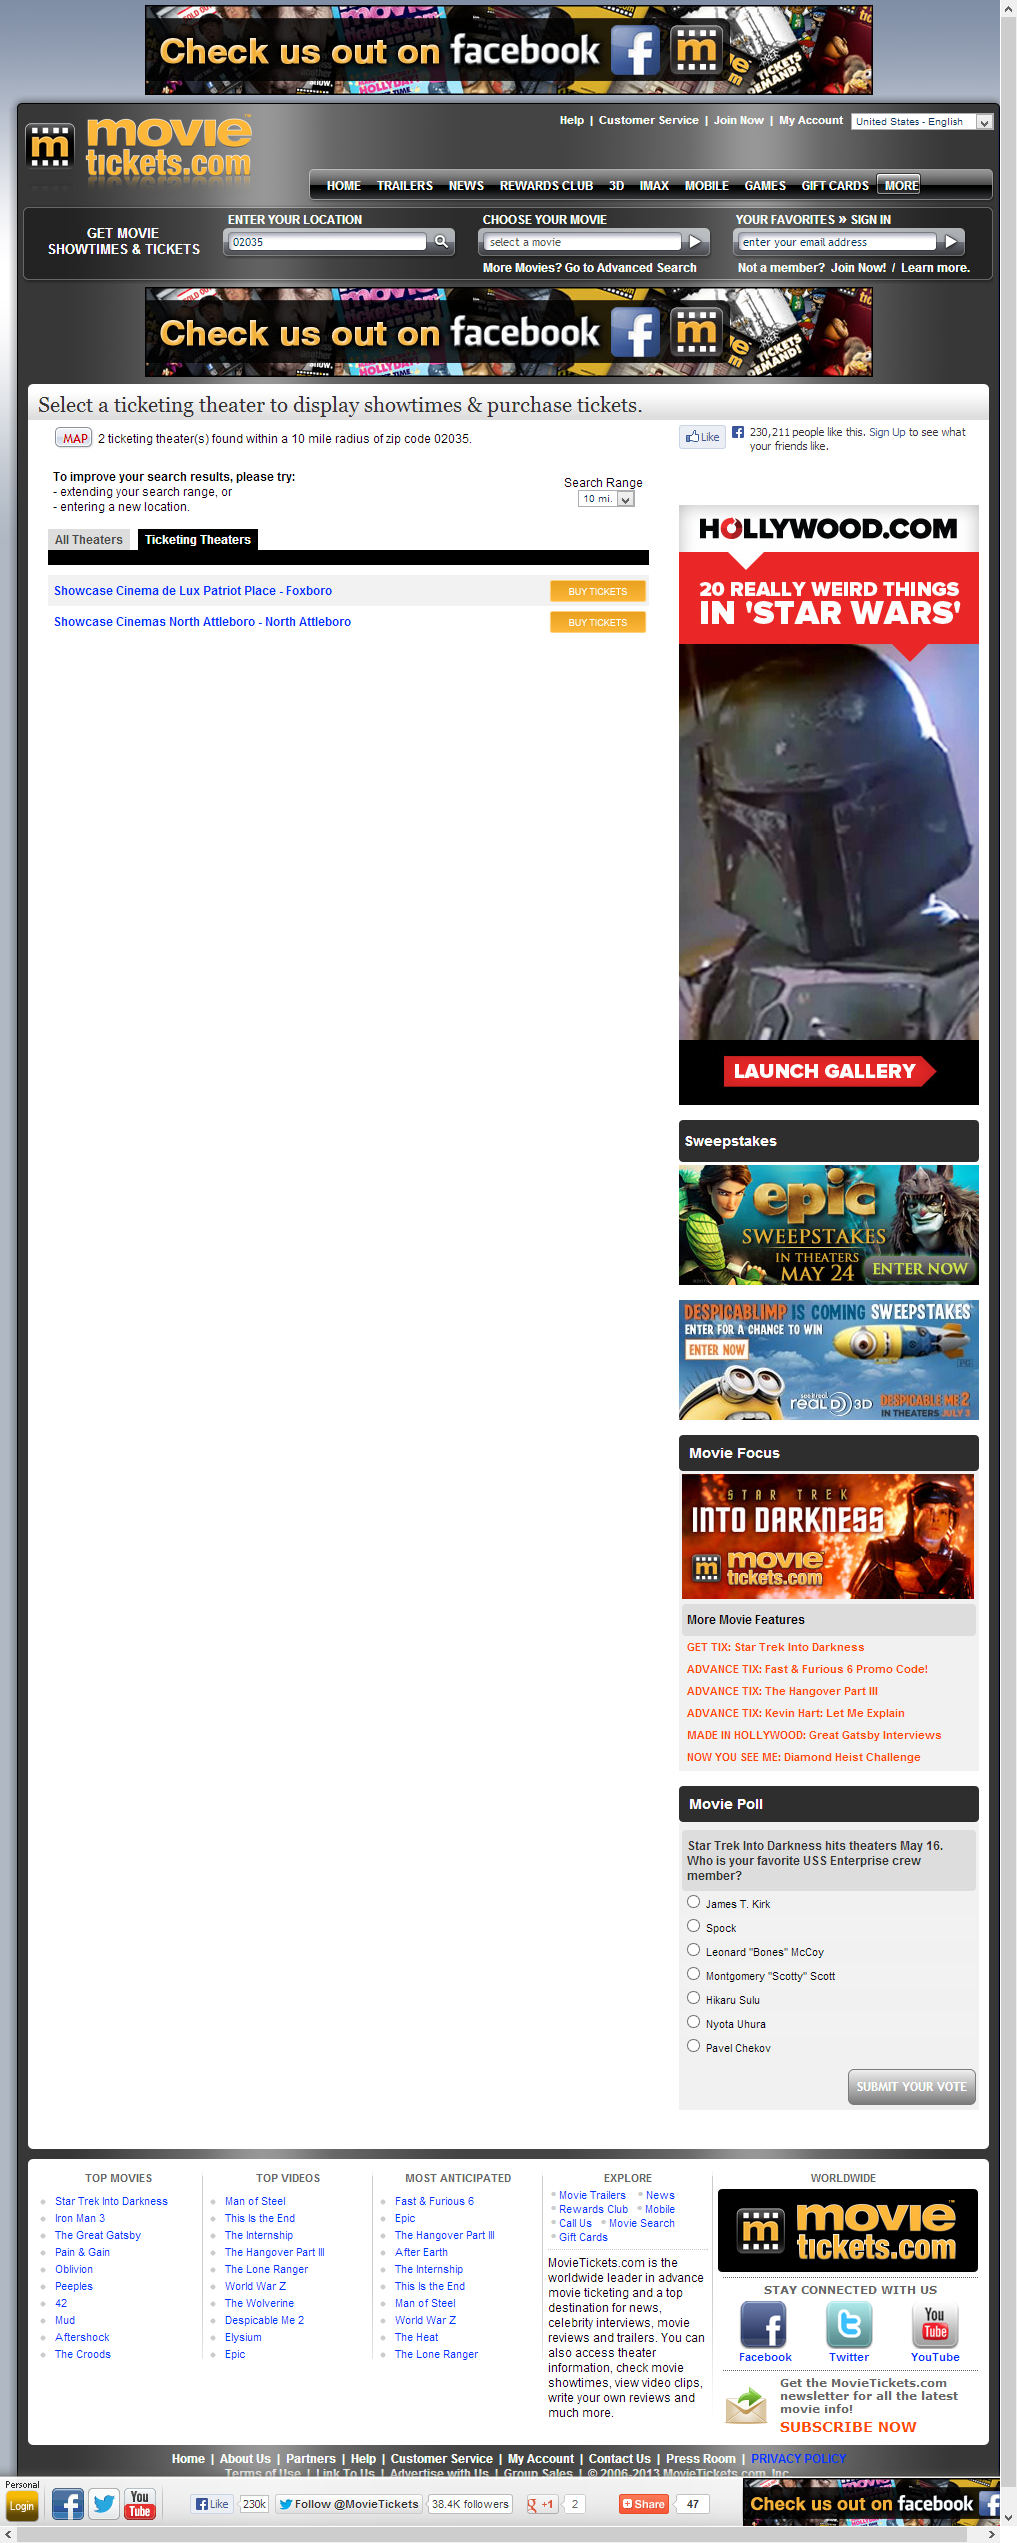 Check us out on facebook
movie
tickets.com
Help | Customer Service | Join Now | My Account
United States - English
HOME TRAILERS NEWS REWARDS CLUB 3D IMAX MOBILE GAMES GIFT CARDS MORE
GET MOVIE
SHOWTIMES & TICKETS
ENTER YOUR LOCATION
02035
CHOOSE YOUR MOVIE
select a movie
More Movies? Go to Advanced Search
YOUR FAVORITES » SIGN IN
enter your email address
Not a member? Join Now! / Learn more.
Check us out on facebook
Select a ticketing theater to display showtimes & purchase tickets.
MAP 2 ticketing theater(s) found within a 10 mile radius of zip code 02035.
To improve your search results, please try:
- extending your search range, or
- entering a new location.
Search Range
10 mi.
All Theaters Ticketing Theaters
Showcase Cinema de Lux Patriot Place - Foxboro BUY TICKETS
Showcase Cinemas North Attleboro - North Attleboro BUY TICKETS
Like 230,211 people like this. Sign Up to see what
your friends like.
HOLLYWOOD.COM
20 REALLY WEIRD THINGS
IN 'STAR WARS'
LAUNCH GALLERY
Sweepstakes
epic
SWEEPSTAKES
IN THEATERS
MAY 24
ENTER NOW
DESPICABLIMP IS COMING SWEEPSTAKES
ENTER FOR A CHANCE TO WIN
ENTER NOW
see it in real. REAL D 3D
DESPICABLE ME 2
IN THEATERS JULY 3
Movie Focus
STAR TREK
INTO DARKNESS
movie
tickets.com
More Movie Features
GET TIX: Star Trek Into Darkness
ADVANCE TIX: Fast & Furious 6 Promo Code!
ADVANCE TIX: The Hangover Part III
ADVANCE TIX: Kevin Hart: Let Me Explain
MADE IN HOLLYWOOD: Great Gatsby Interviews
NOW YOU SEE ME: Diamond Heist Challenge
Movie Poll
Star Trek Into Darkness hits theaters May 16.
Who is your favorite USS Enterprise crew
member?
James T. Kirk
Spock
Leonard "Bones" McCoy
Montgomery "Scotty" Scott
Hikaru Sulu
Nyota Uhura
Pavel Chekov
SUBMIT YOUR VOTE
TOP MOVIES
Star Trek Into Darkness
Iron Man 3
The Great Gatsby
Pain & Gain
Oblivion
Peeples
42
Mud
Aftershock
The Croods
TOP VIDEOS
Man of Steel
This Is the End
The Internship
The Hangover Part III
The Lone Ranger
World War Z
The Wolverine
Despicable Me 2
Elysium
Epic
MOST ANTICIPATED
Fast & Furious 6
Epic
The Hangover Part III
After Earth
The Internship
This Is the End
Man of Steel
World War Z
The Heat
The Lone Ranger
EXPLORE
Movie Trailers News
Rewards Club Mobile
Call Us Movie Search
Gift Cards
MovieTickets.com is the
worldwide leader in advance
movie ticketing and a top
destination for news,
celebrity interviews, movie
reviews and trailers. You can
also access theater
information, check movie
showtimes, view video clips,
write your own reviews and
much more.
WORLDWIDE
movie
tickets.com
STAY CONNECTED WITH US
Facebook Twitter YouTube
Get the MovieTickets.com
newsletter for all the latest
movie info!
SUBSCRIBE NOW
Home | About Us | Partners | Help | Customer Service | My Account | Contact Us | Press Room | PRIVACY POLICY
Terms of Use | Link To Us | Advertise with Us | Group Sales | © 2006-2013 MovieTickets.com, Inc.
Personal
Login
You
Tube
Like 230k
Follow @MovieTickets 38.4K followers
g +1 2
Share 47
Check us out on facebook